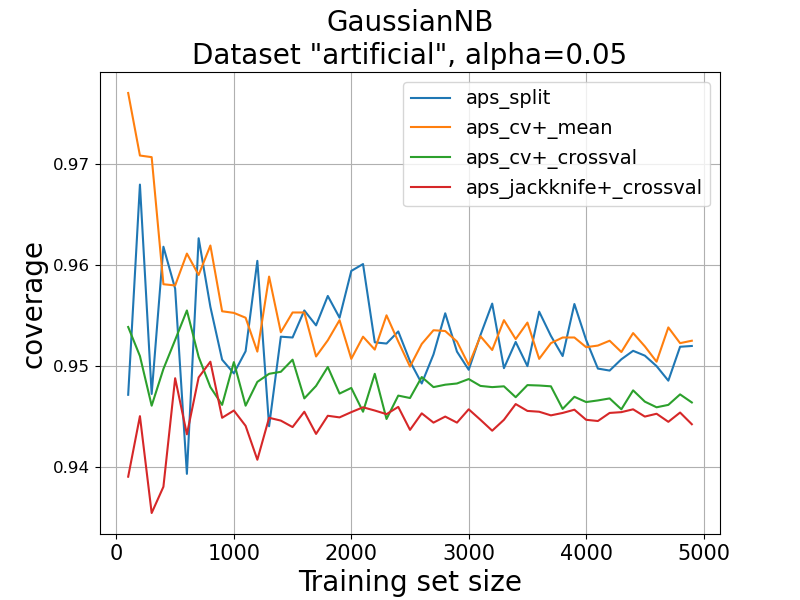 GaussianNB
Dataset "artificial", alpha=0.05
aps_split
aps_cv+_mean
aps_cv+_crossval
aps_jackknife+_crossval
coverage
0.97
0.96
0.95
0.94
0 1000 2000 3000 4000 5000
Training set size